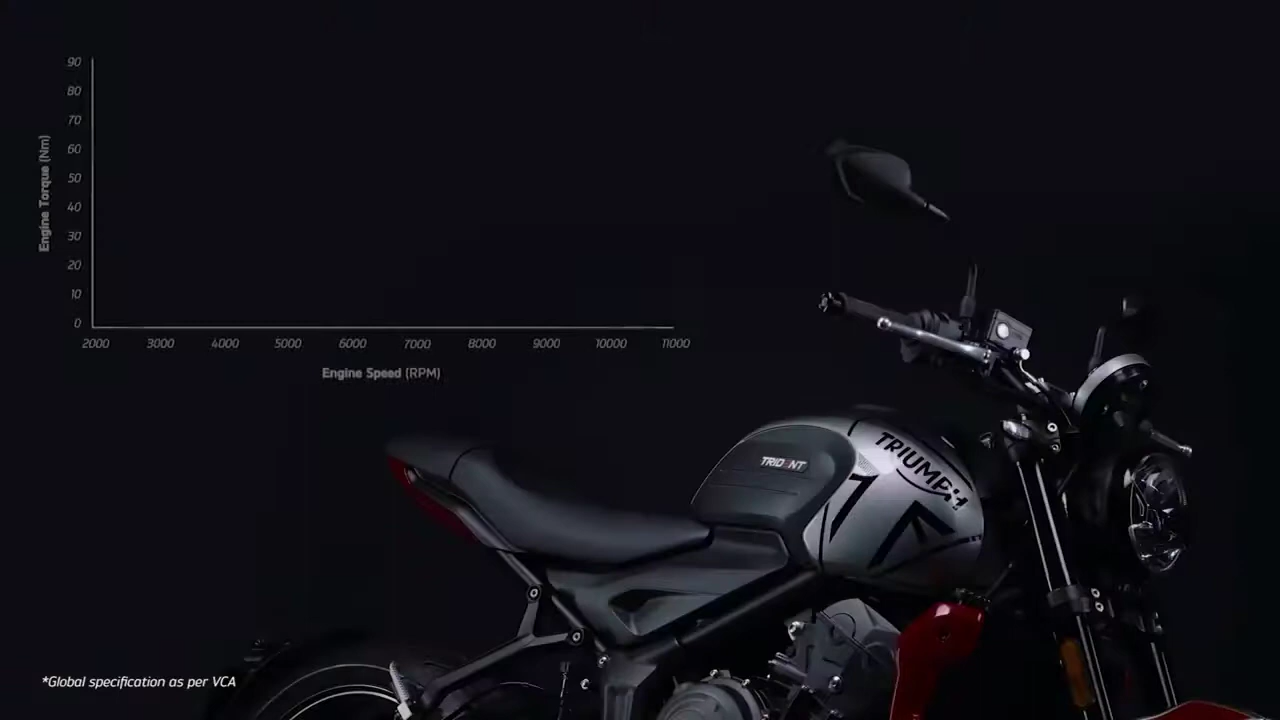 90
80
70
60
50
40
30
20
10
0
Engine Torque (Nm)
2000 3000 4000 5000 6000 7000 8000 9000 10000 11000
Engine Speed (RPM)
TRIDENT
TRIUMPH
*Global specification as per VCA